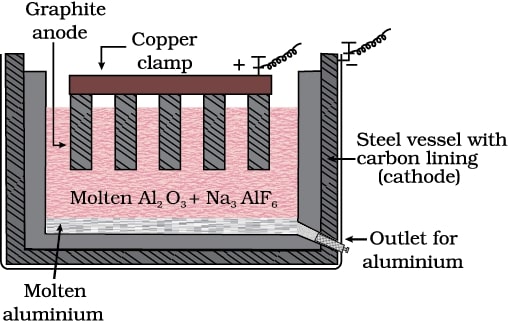 Graphite
anode
Copper
clamp
+
−
Steel vessel with
carbon lining
(cathode)
Molten Al₂O₃ + Na₃AlF₆
Outlet for
aluminium
Molten
aluminium